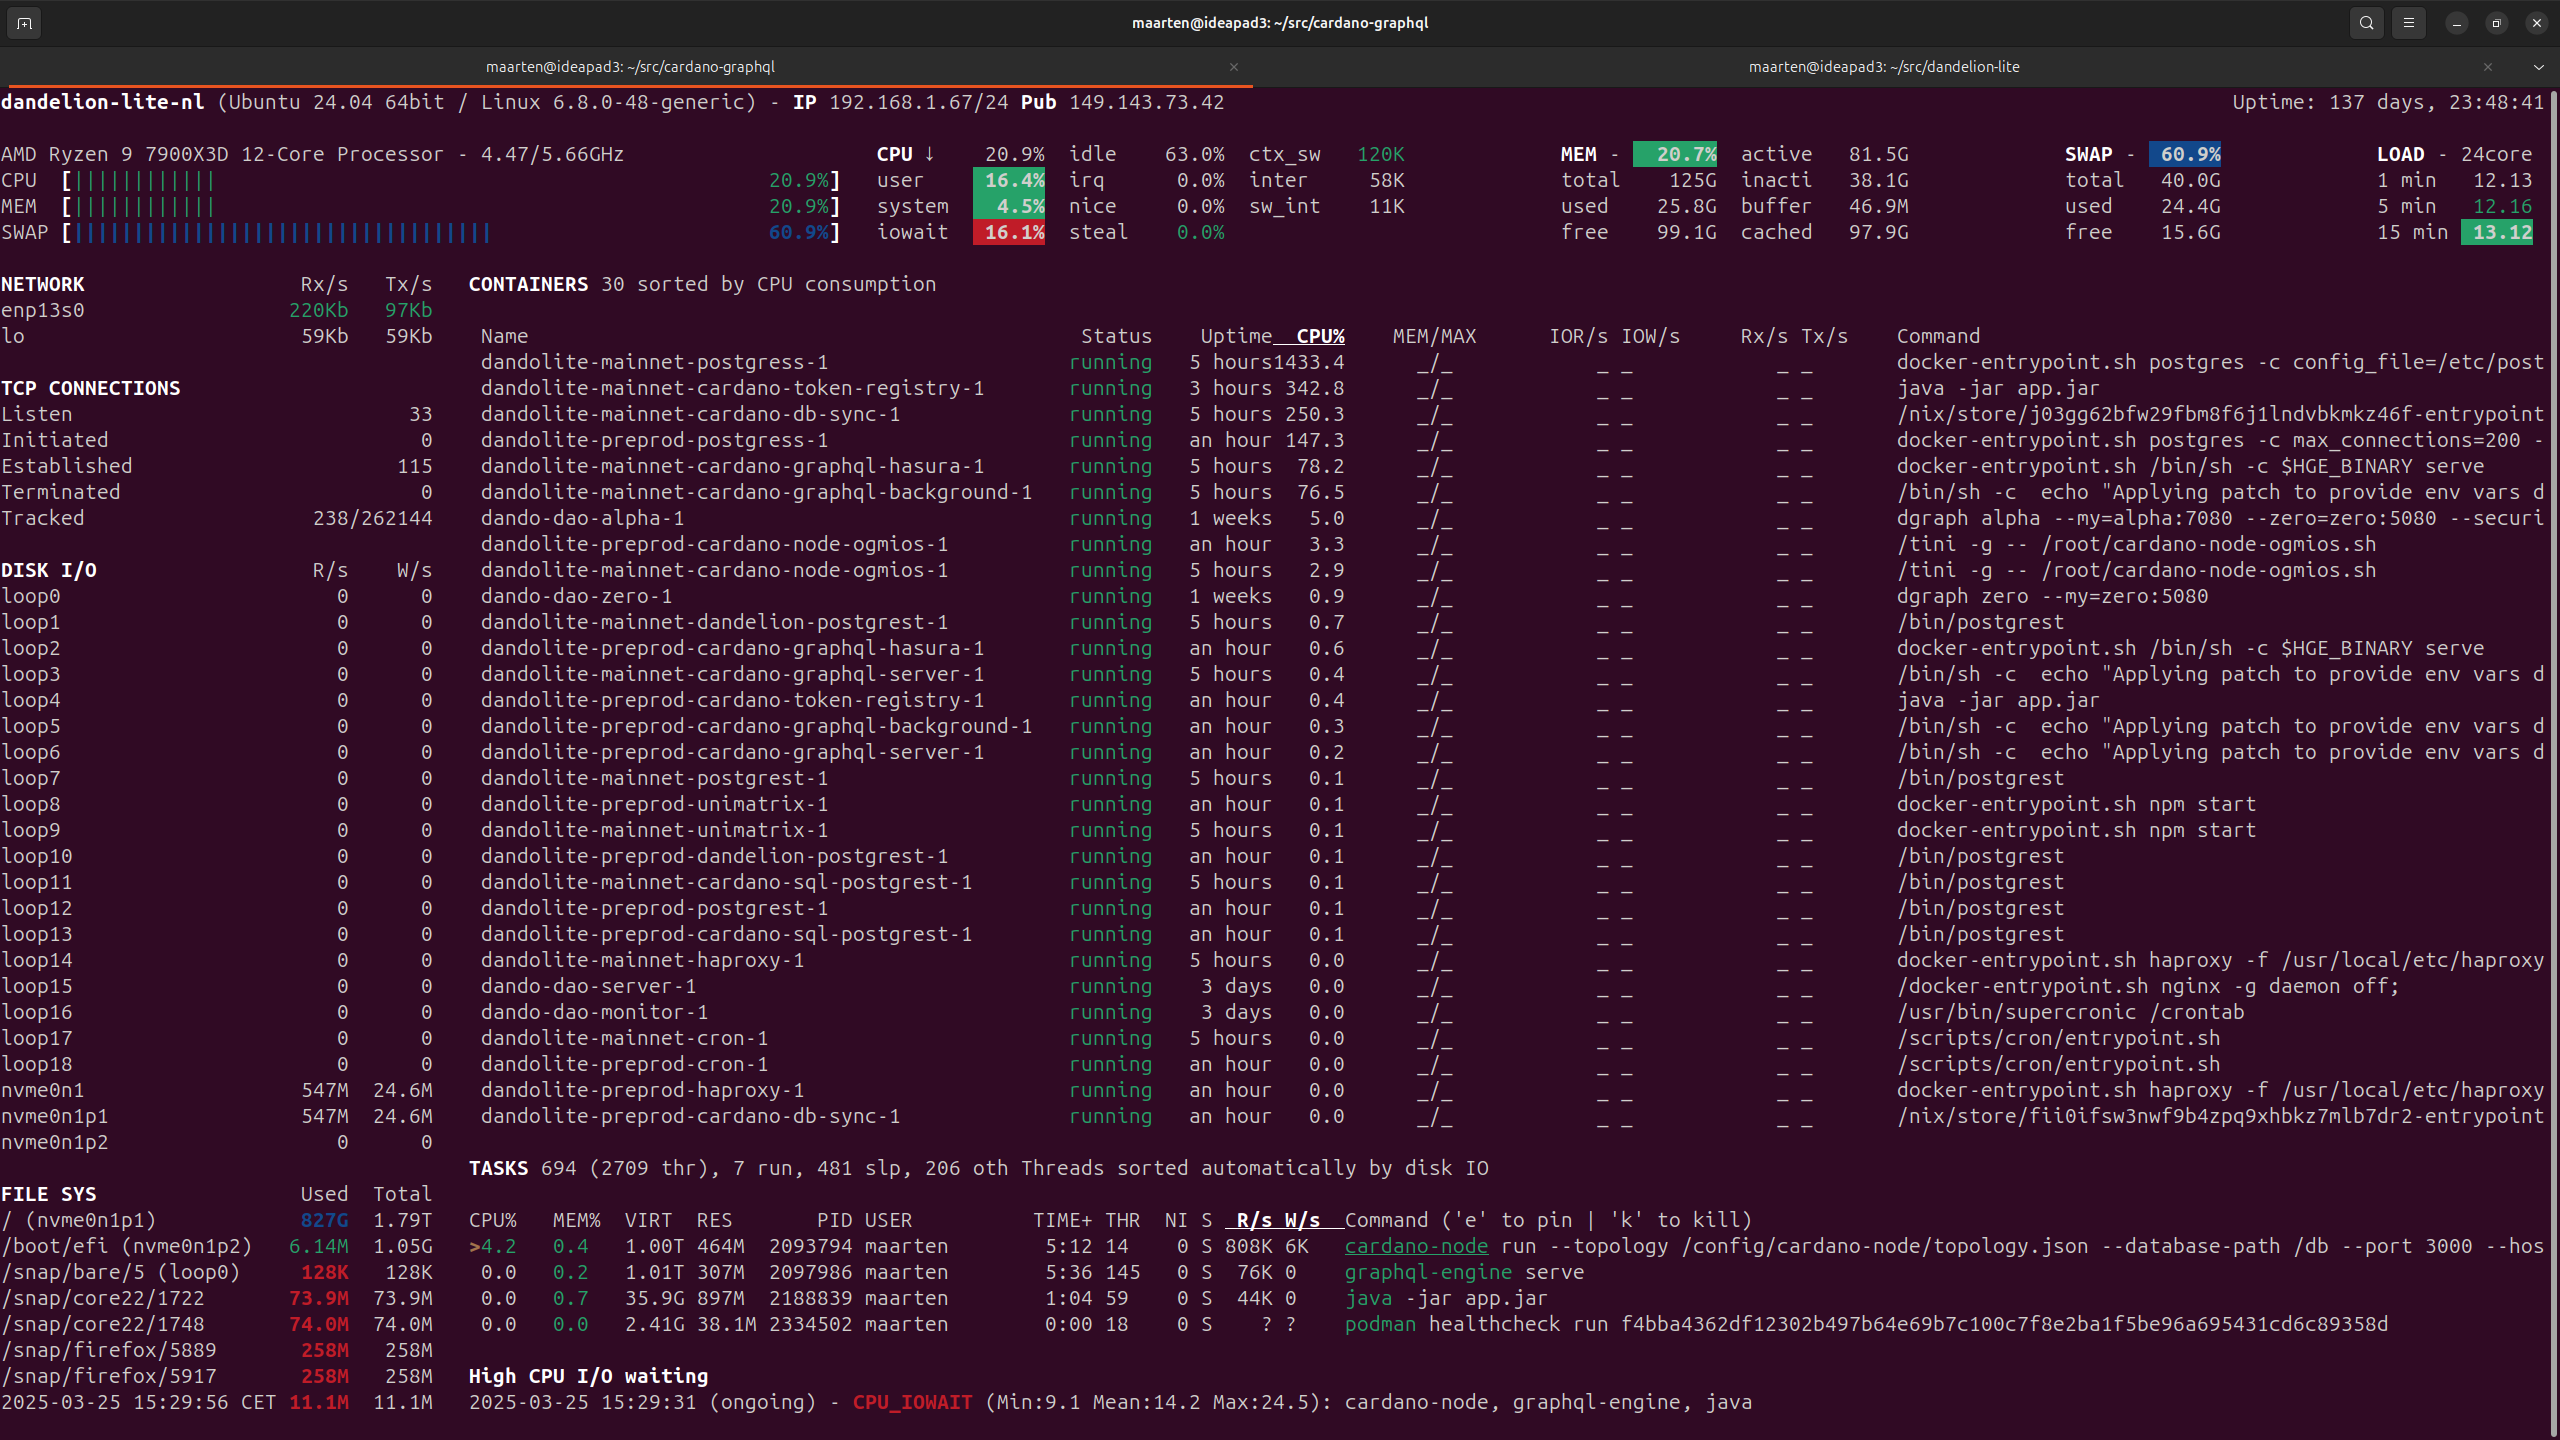 maarten@ideapad3: ~/src/cardano-graphql
maarten@ideapad3: ~/src/cardano-graphql × maarten@ideapad3: ~/src/dandelion-lite ×
dandelion-lite-nl (Ubuntu 24.04 64bit / Linux 6.8.0-48-generic) - IP 192.168.1.67/24 Pub 149.143.73.42 Uptime: 137 days, 23:48:41
AMD Ryzen 9 7900X3D 12-Core Processor - 4.47/5.66GHz CPU ↓ 20.9% idle 63.0% ctx_sw 120K MEM - 20.7% active 81.5G SWAP - 60.9% LOAD - 24core
CPU [|||||||||||| 20.9%] user 16.4% irq 0.0% inter 58K total 125G inacti 38.1G total 40.0G 1 min 12.13
MEM [|||||||||||| 20.9%] system 4.5% nice 0.0% sw_int 11K used 25.8G buffer 46.9M used 24.4G 5 min 12.16
SWAP [||||||||||||||||||||||||||||||||||| 60.9%] iowait 16.1% steal 0.0% free 99.1G cached 97.9G free 15.6G 15 min 13.12
NETWORK Rx/s Tx/s
enp13s0 220Kb 97Kb
lo 59Kb 59Kb
TCP CONNECTIONS
Listen 33
Initiated 0
Established 115
Terminated 0
Tracked 238/262144
DISK I/O R/s W/s
loop0 0 0
loop1 0 0
loop2 0 0
loop3 0 0
loop4 0 0
loop5 0 0
loop6 0 0
loop7 0 0
loop8 0 0
loop9 0 0
loop10 0 0
loop11 0 0
loop12 0 0
loop13 0 0
loop14 0 0
loop15 0 0
loop16 0 0
loop17 0 0
loop18 0 0
nvme0n1 547M 24.6M
nvme0n1p1 547M 24.6M
nvme0n1p2 0 0
FILE SYS Used Total
/ (nvme0n1p1) 827G 1.79T
/boot/efi (nvme0n1p2) 6.14M 1.05G
/snap/bare/5 (loop0) 128K 128K
/snap/core22/1722 73.9M 73.9M
/snap/core22/1748 74.0M 74.0M
/snap/firefox/5889 258M 258M
/snap/firefox/5917 258M 258M
2025-03-25 15:29:56 CET 11.1M 11.1M
CONTAINERS 30 sorted by CPU consumption
Name Status Uptime CPU% MEM/MAX IOR/s IOW/s Rx/s Tx/s Command
dandolite-mainnet-postgress-1 running 5 hours1433.4 _/_ _ _ _ _ docker-entrypoint.sh postgres -c config_file=/etc/post
dandolite-mainnet-cardano-token-registry-1 running 3 hours 342.8 _/_ _ _ _ _ java -jar app.jar
dandolite-mainnet-cardano-db-sync-1 running 5 hours 250.3 _/_ _ _ _ _ /nix/store/j03gg62bfw29fbm8f6j1lndvbkmkz46f-entrypoint
dandolite-preprod-postgress-1 running an hour 147.3 _/_ _ _ _ _ docker-entrypoint.sh postgres -c max_connections=200 -
dandolite-mainnet-cardano-graphql-hasura-1 running 5 hours 78.2 _/_ _ _ _ _ docker-entrypoint.sh /bin/sh -c $HGE_BINARY serve
dandolite-mainnet-cardano-graphql-background-1 running 5 hours 76.5 _/_ _ _ _ _ /bin/sh -c  echo "Applying patch to provide env vars d
dando-dao-alpha-1 running 1 weeks 5.0 _/_ _ _ _ _ dgraph alpha --my=alpha:7080 --zero=zero:5080 --securi
dandolite-preprod-cardano-node-ogmios-1 running an hour 3.3 _/_ _ _ _ _ /tini -g -- /root/cardano-node-ogmios.sh
dandolite-mainnet-cardano-node-ogmios-1 running 5 hours 2.9 _/_ _ _ _ _ /tini -g -- /root/cardano-node-ogmios.sh
dando-dao-zero-1 running 1 weeks 0.9 _/_ _ _ _ _ dgraph zero --my=zero:5080
dandolite-mainnet-dandelion-postgrest-1 running 5 hours 0.7 _/_ _ _ _ _ /bin/postgrest
dandolite-preprod-cardano-graphql-hasura-1 running an hour 0.6 _/_ _ _ _ _ docker-entrypoint.sh /bin/sh -c $HGE_BINARY serve
dandolite-mainnet-cardano-graphql-server-1 running 5 hours 0.4 _/_ _ _ _ _ /bin/sh -c  echo "Applying patch to provide env vars d
dandolite-preprod-cardano-token-registry-1 running an hour 0.4 _/_ _ _ _ _ java -jar app.jar
dandolite-preprod-cardano-graphql-background-1 running an hour 0.3 _/_ _ _ _ _ /bin/sh -c  echo "Applying patch to provide env vars d
dandolite-preprod-cardano-graphql-server-1 running an hour 0.2 _/_ _ _ _ _ /bin/sh -c  echo "Applying patch to provide env vars d
dandolite-mainnet-postgrest-1 running 5 hours 0.1 _/_ _ _ _ _ /bin/postgrest
dandolite-preprod-unimatrix-1 running an hour 0.1 _/_ _ _ _ _ docker-entrypoint.sh npm start
dandolite-mainnet-unimatrix-1 running 5 hours 0.1 _/_ _ _ _ _ docker-entrypoint.sh npm start
dandolite-preprod-dandelion-postgrest-1 running an hour 0.1 _/_ _ _ _ _ /bin/postgrest
dandolite-mainnet-cardano-sql-postgrest-1 running 5 hours 0.1 _/_ _ _ _ _ /bin/postgrest
dandolite-preprod-postgrest-1 running an hour 0.1 _/_ _ _ _ _ /bin/postgrest
dandolite-preprod-cardano-sql-postgrest-1 running an hour 0.1 _/_ _ _ _ _ /bin/postgrest
dandolite-mainnet-haproxy-1 running 5 hours 0.0 _/_ _ _ _ _ docker-entrypoint.sh haproxy -f /usr/local/etc/haproxy
dando-dao-server-1 running 3 days 0.0 _/_ _ _ _ _ /docker-entrypoint.sh nginx -g daemon off;
dando-dao-monitor-1 running 3 days 0.0 _/_ _ _ _ _ /usr/bin/supercronic /crontab
dandolite-mainnet-cron-1 running 5 hours 0.0 _/_ _ _ _ _ /scripts/cron/entrypoint.sh
dandolite-preprod-cron-1 running an hour 0.0 _/_ _ _ _ _ /scripts/cron/entrypoint.sh
dandolite-preprod-haproxy-1 running an hour 0.0 _/_ _ _ _ _ docker-entrypoint.sh haproxy -f /usr/local/etc/haproxy
dandolite-preprod-cardano-db-sync-1 running an hour 0.0 _/_ _ _ _ _ /nix/store/fii0ifsw3nwf9b4zpq9xhbkz7mlb7dr2-entrypoint
TASKS 694 (2709 thr), 7 run, 481 slp, 206 oth Threads sorted automatically by disk IO
CPU% MEM% VIRT RES PID USER TIME+ THR NI S R/s W/s Command ('e' to pin | 'k' to kill)
>4.2 0.4 1.00T 464M 2093794 maarten 5:12 14 0 S 808K 6K cardano-node run --topology /config/cardano-node/topology.json --database-path /db --port 3000 --hos
0.0 0.2 1.01T 307M 2097986 maarten 5:36 145 0 S 76K 0 graphql-engine serve
0.0 0.7 35.9G 897M 2188839 maarten 1:04 59 0 S 44K 0 java -jar app.jar
0.0 0.0 2.41G 38.1M 2334502 maarten 0:00 18 0 S ? ? podman healthcheck run f4bba4362df12302b497b64e69b7c100c7f8e2ba1f5be96a695431cd6c89358d
High CPU I/O waiting
2025-03-25 15:29:31 (ongoing) - CPU_IOWAIT (Min:9.1 Mean:14.2 Max:24.5): cardano-node, graphql-engine, java